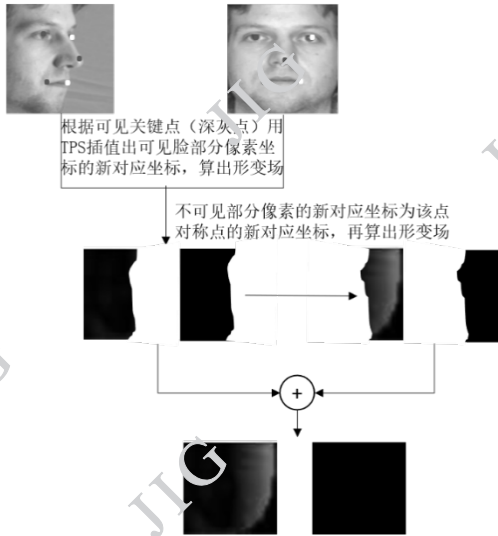 JIG
根据可见关键点（深灰点）用
TPS插值出可见脸部分像素坐
标的新对应坐标，算出形变场
不可见部分像素的新对应坐标为该点
对称点的新对应坐标，再算出形变场
+
JIG